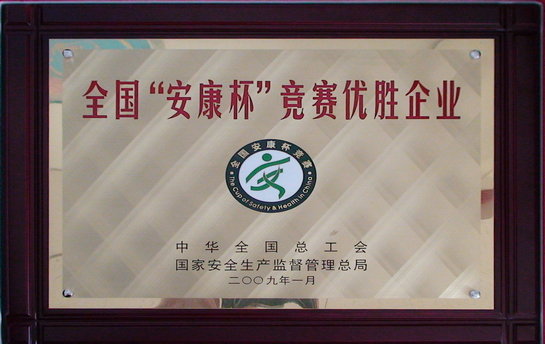 全国“安康杯”竞赛优胜企业
全国安康杯竞赛
The Cup of Safety & Health in China
中华全国总工会
国家安全生产监督管理总局
二〇〇九年一月